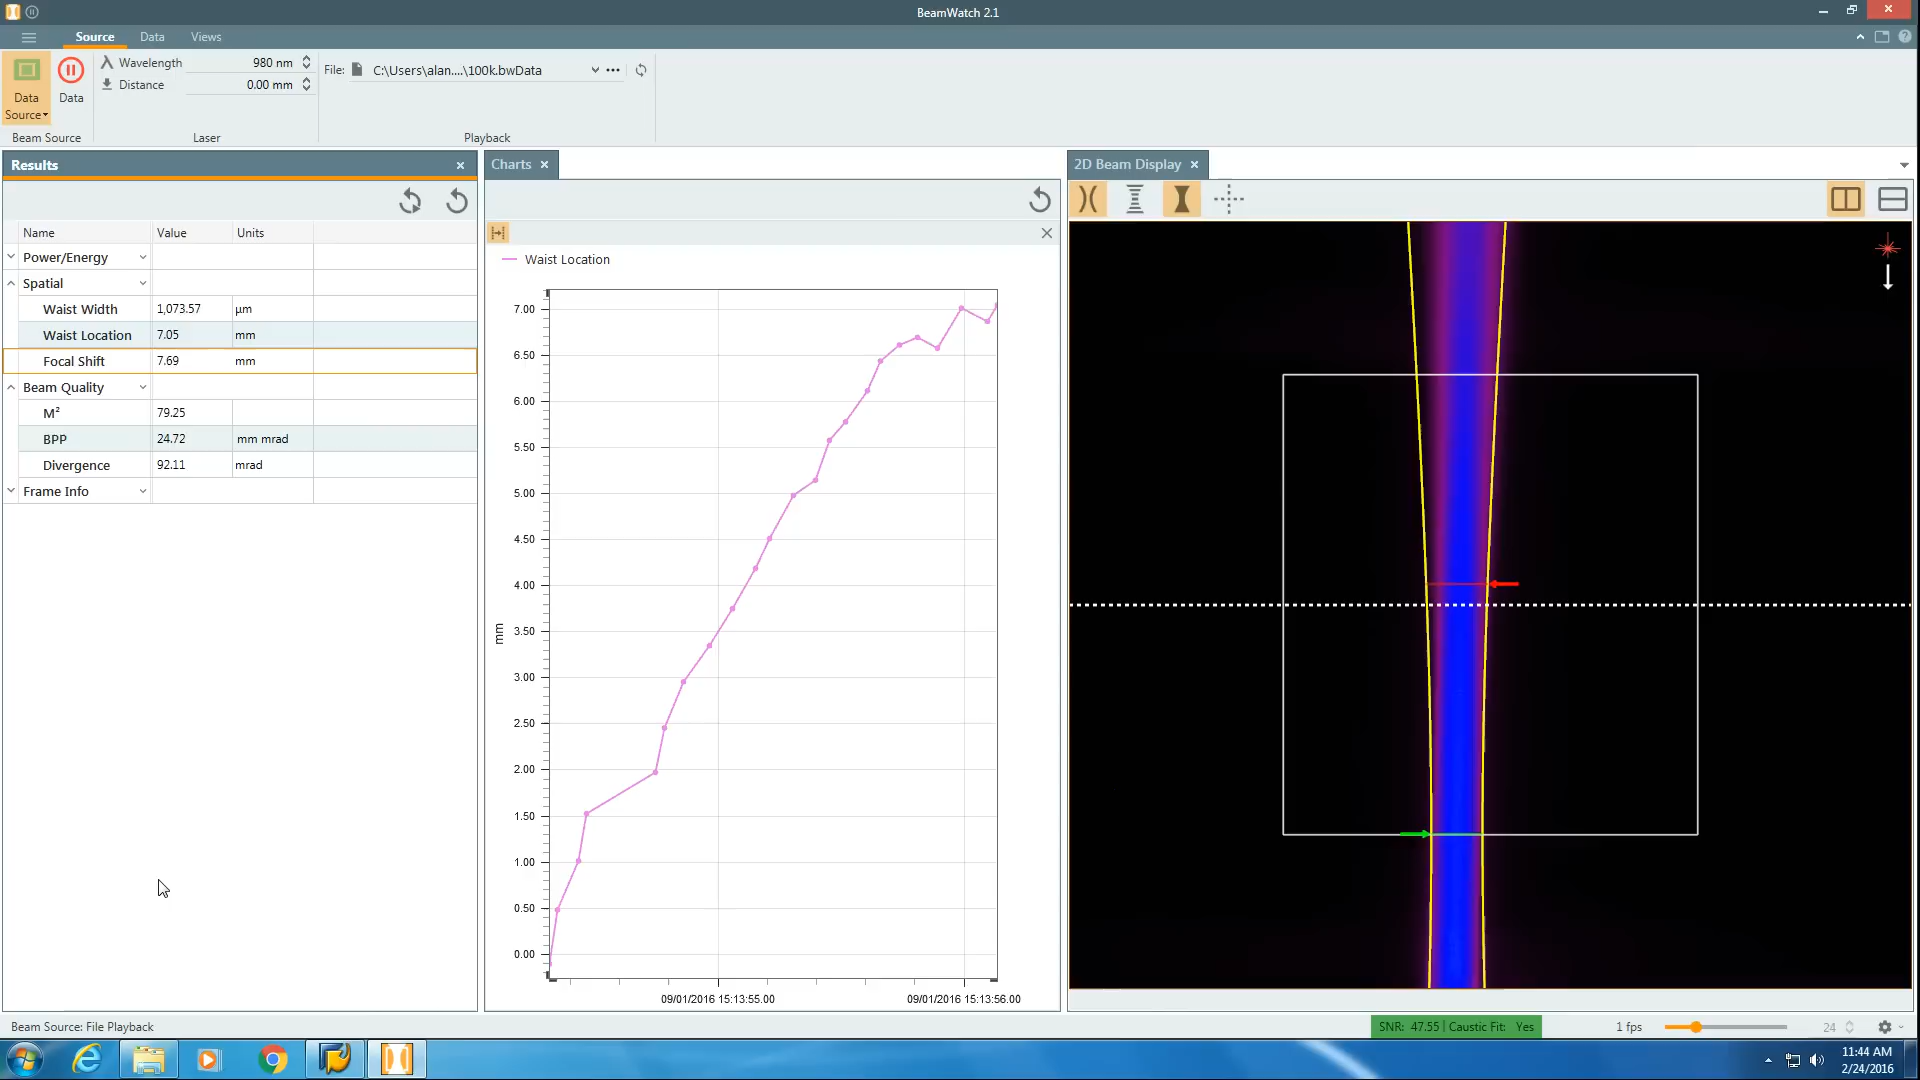 BeamWatch 2.1
Source Data Views
Data Source
Data
Beam Source
λ Wavelength 980 nm
Distance 0.00 mm
Laser
File: C:\Users\alan....\100k.bwData
Playback
Results
Name Value Units
Power/Energy
Spatial
Waist Width 1,073.57 µm
Waist Location 7.05 mm
Focal Shift 7.69 mm
Beam Quality
M² 79.25
BPP 24.72 mm mrad
Divergence 92.11 mrad
Frame Info
Charts
Waist Location
7.00
6.50
6.00
5.50
5.00
4.50
4.00
3.50
3.00
2.50
2.00
1.50
1.00
0.50
0.00
mm
09/01/2016 15:13:55.00 09/01/2016 15:13:56.00
2D Beam Display
Beam Source: File Playback
SNR: 47.55 | Caustic Fit: Yes
1 fps
24
11:44 AM
2/24/2016